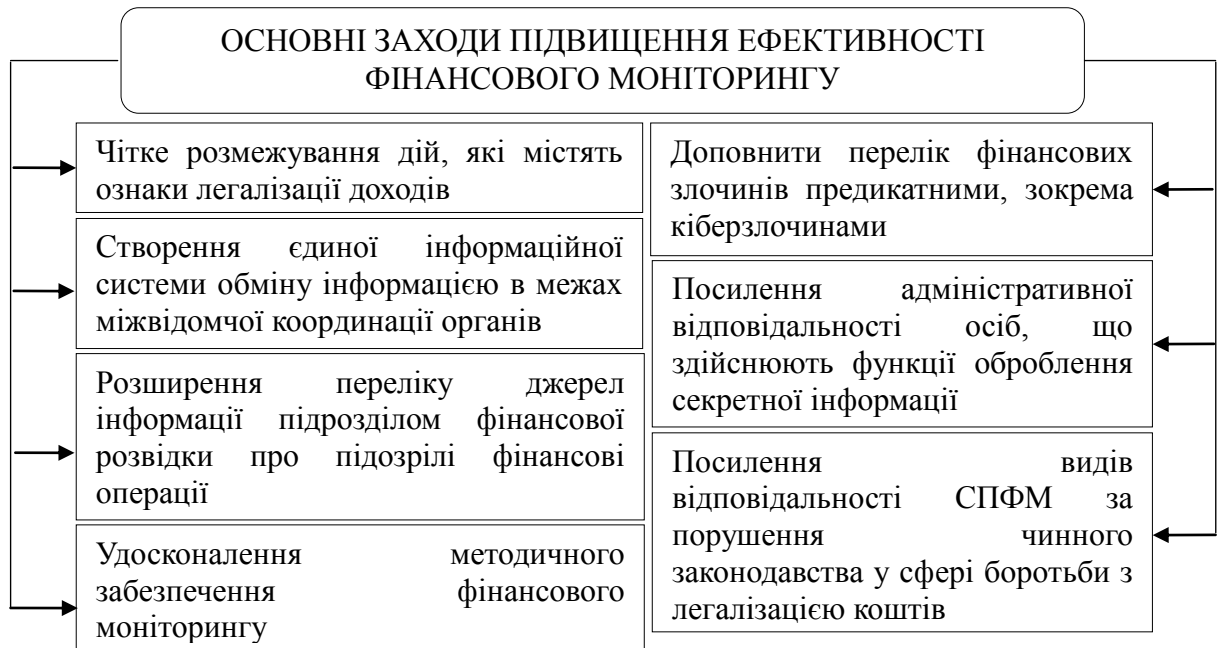 ОСНОВНІ ЗАХОДИ ПІДВИЩЕННЯ ЕФЕКТИВНОСТІ
ФІНАНСОВОГО МОНІТОРИНГУ
Чітке розмежування дій, які містять
ознаки легалізації доходів
Створення єдиної інформаційної
системи обміну інформацією в межах
міжвідомчої координації органів
Розширення переліку джерел
інформації підрозділом фінансової
розвідки про підозрілі фінансові
операції
Удосконалення методичного
забезпечення фінансового
моніторингу
Доповнити перелік фінансових
злочинів предикатними, зокрема
кіберзлочинами
Посилення адміністративної
відповідальності осіб, що
здійснюють функції оброблення
секретної інформації
Посилення видів
відповідальності СПФМ за
порушення чинного
законодавства у сфері боротьби з
легалізацією коштів